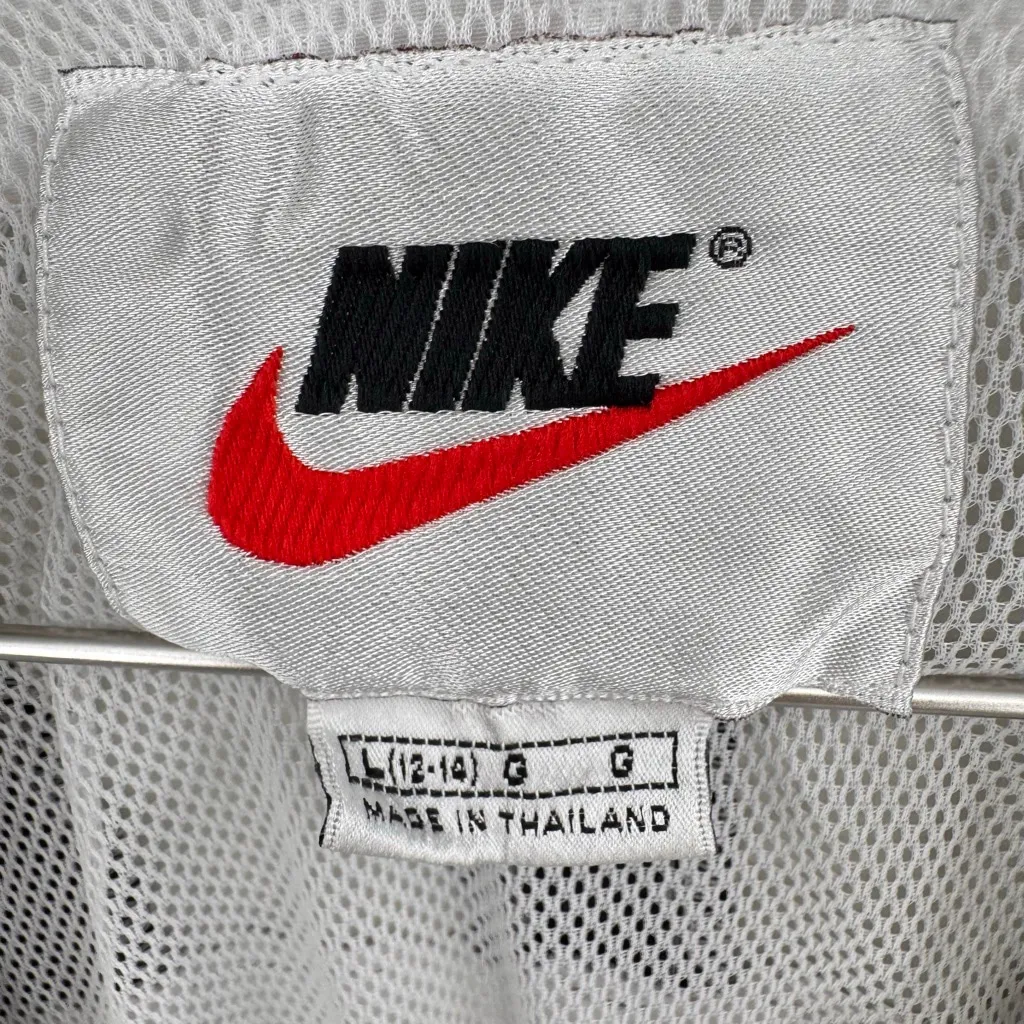 NIKE®
L(12-14) G G
MADE IN THAILAND